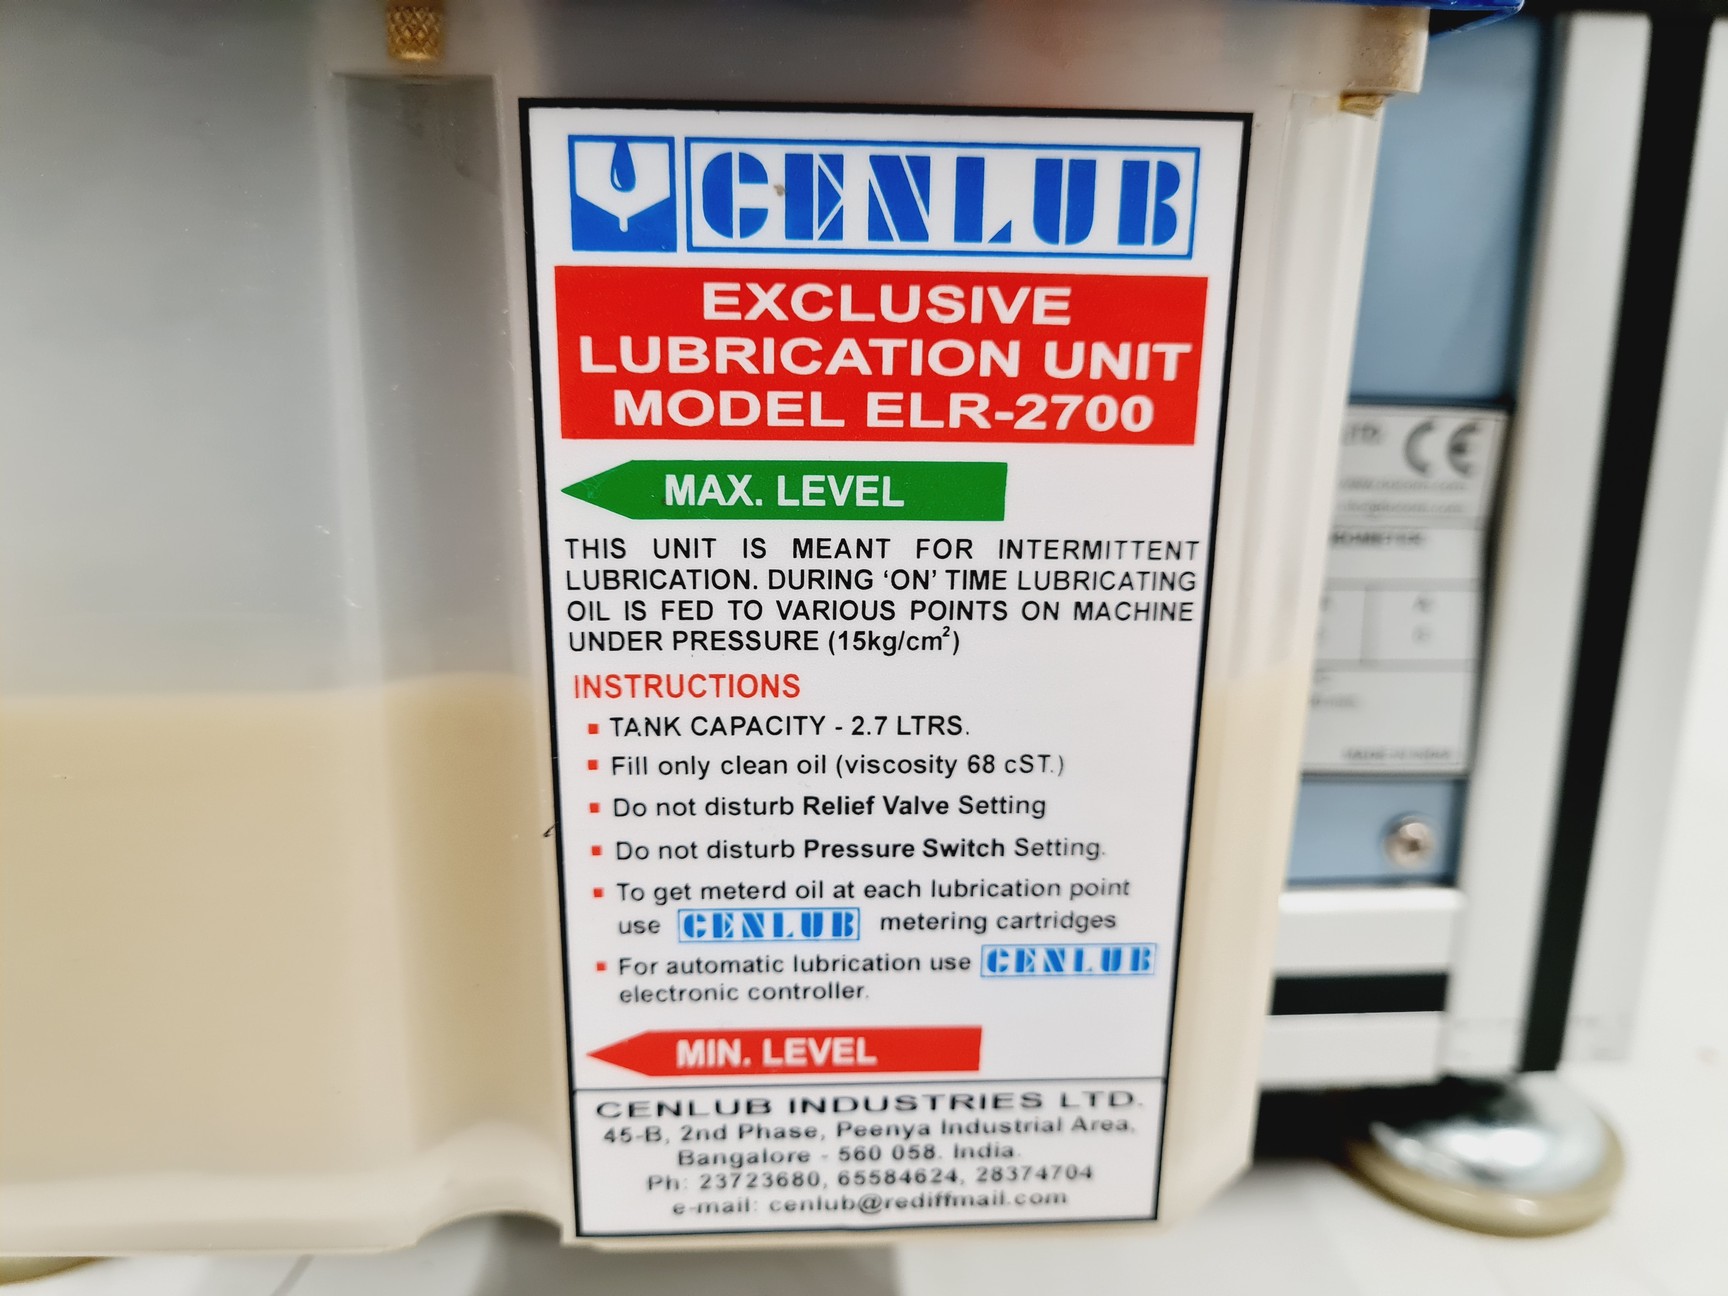 CENLUB
EXCLUSIVE
LUBRICATION UNIT
MODEL ELR-2700
MAX. LEVEL
THIS UNIT IS MEANT FOR INTERMITTENT
LUBRICATION. DURING ‘ON’ TIME LUBRICATING
OIL IS FED TO VARIOUS POINTS ON MACHINE
UNDER PRESSURE (15kg/cm²)
INSTRUCTIONS
▪ TANK CAPACITY - 2.7 LTRS.
▪ Fill only clean oil (viscosity 68 cST.)
▪ Do not disturb Relief Valve Setting
▪ Do not disturb Pressure Switch Setting.
▪ To get meterd oil at each lubrication point
use CENLUB metering cartridges
▪ For automatic lubrication use CENLUB
electronic controller.
MIN. LEVEL
CENLUB INDUSTRIES LTD.
45-B, 2nd Phase, Peenya Industrial Area,
Bangalore - 560 058. India.
Ph: 23723680, 65584624, 28374704
e-mail: cenlub@rediffmail.com
LTD.
CE